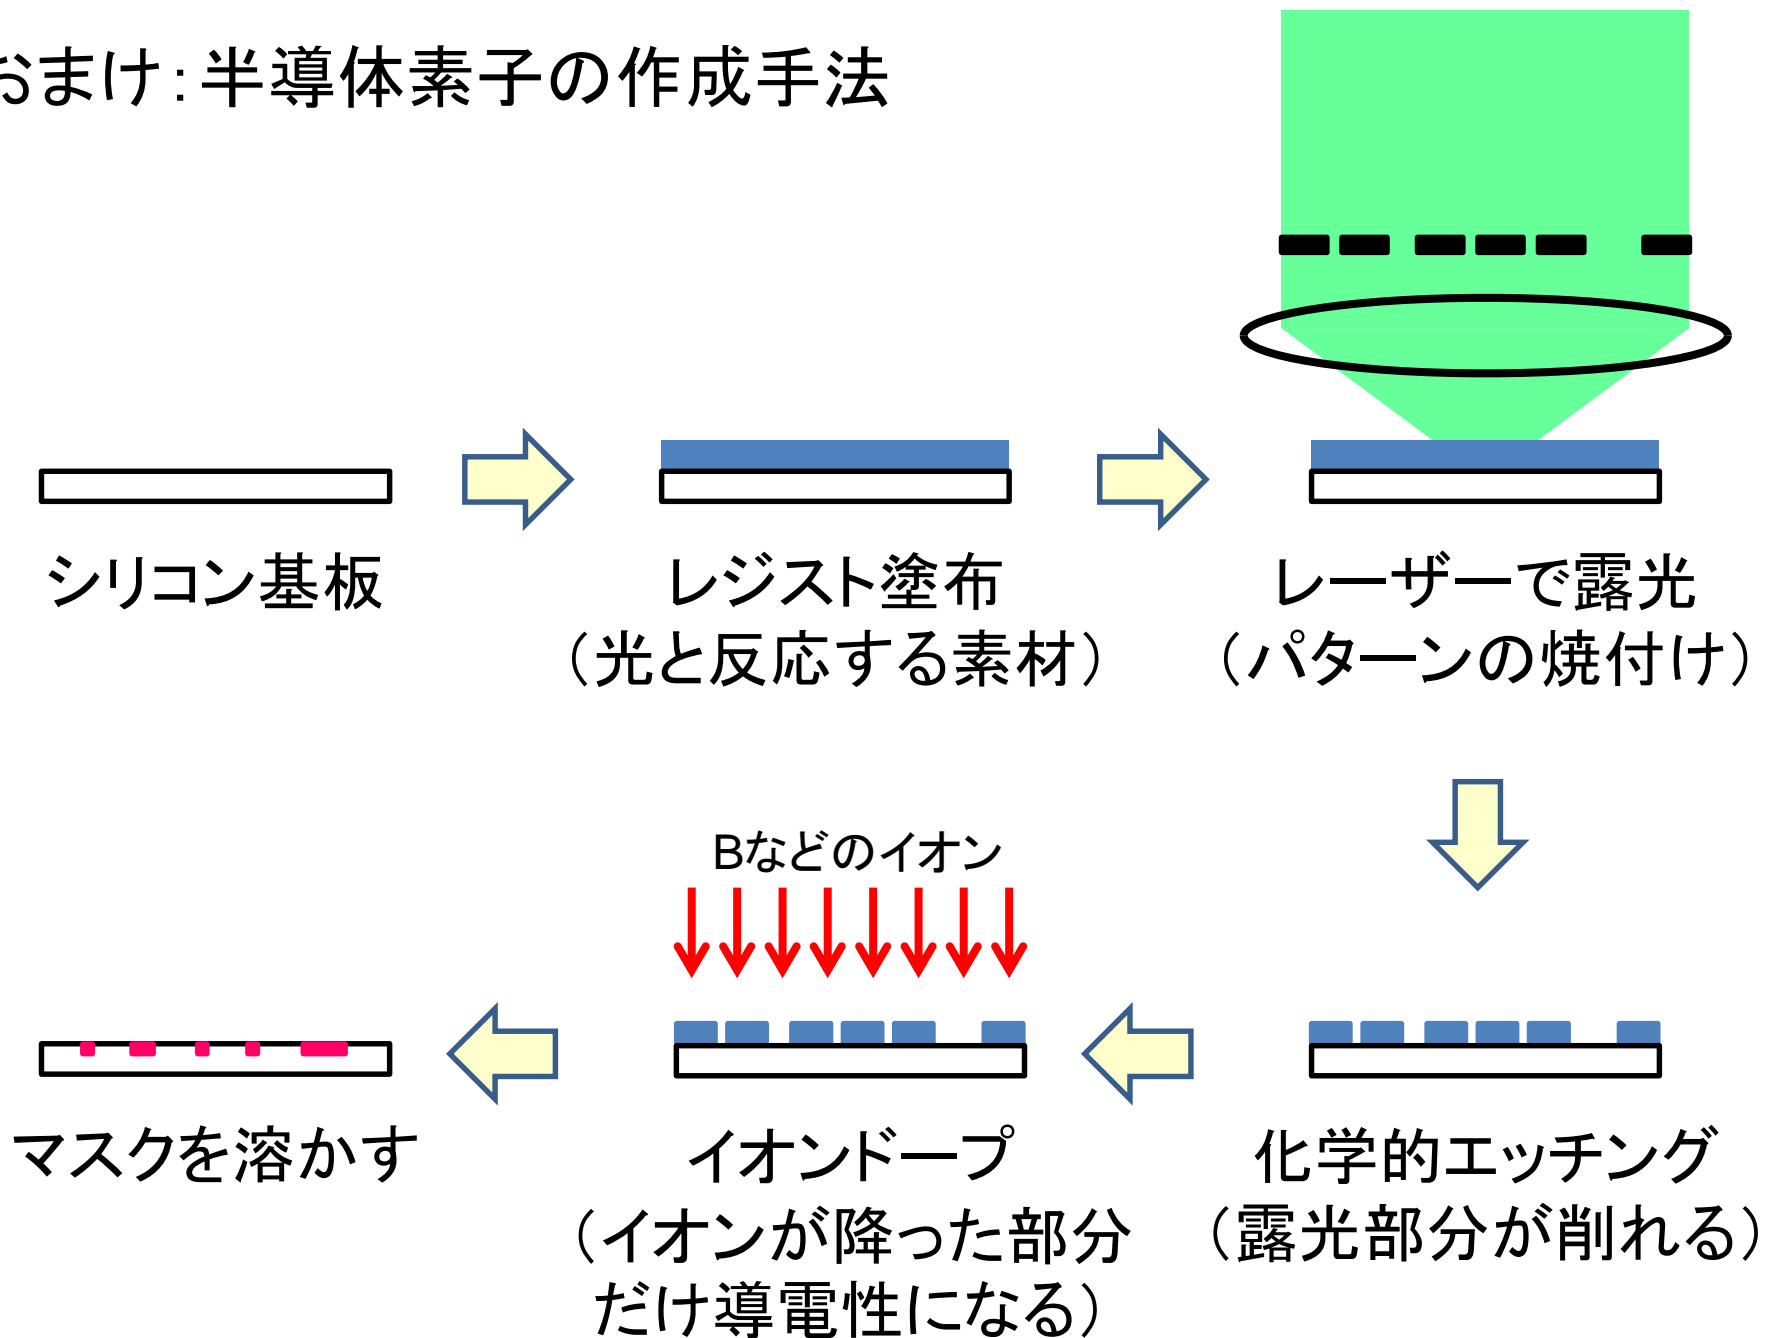 おまけ：半導体素子の作成手法
シリコン基板
レジスト塗布
（光と反応する素材）
レーザーで露光
（パターンの焼付け）
Bなどのイオン
マスクを溶かす
イオンドープ
（イオンが降った部分
だけ導電性になる）
化学的エッチング
（露光部分が削れる）